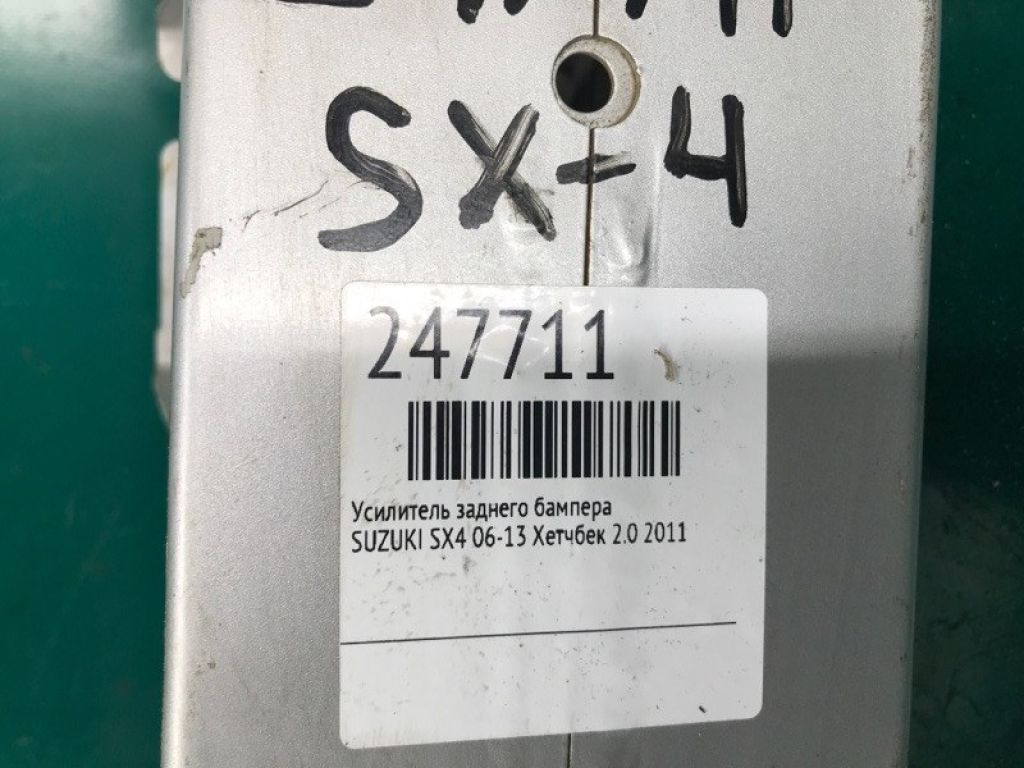 SX-4
247711
Усилитель заднего бампера
SUZUKI SX4 06-13 Хетчбек 2.0 2011